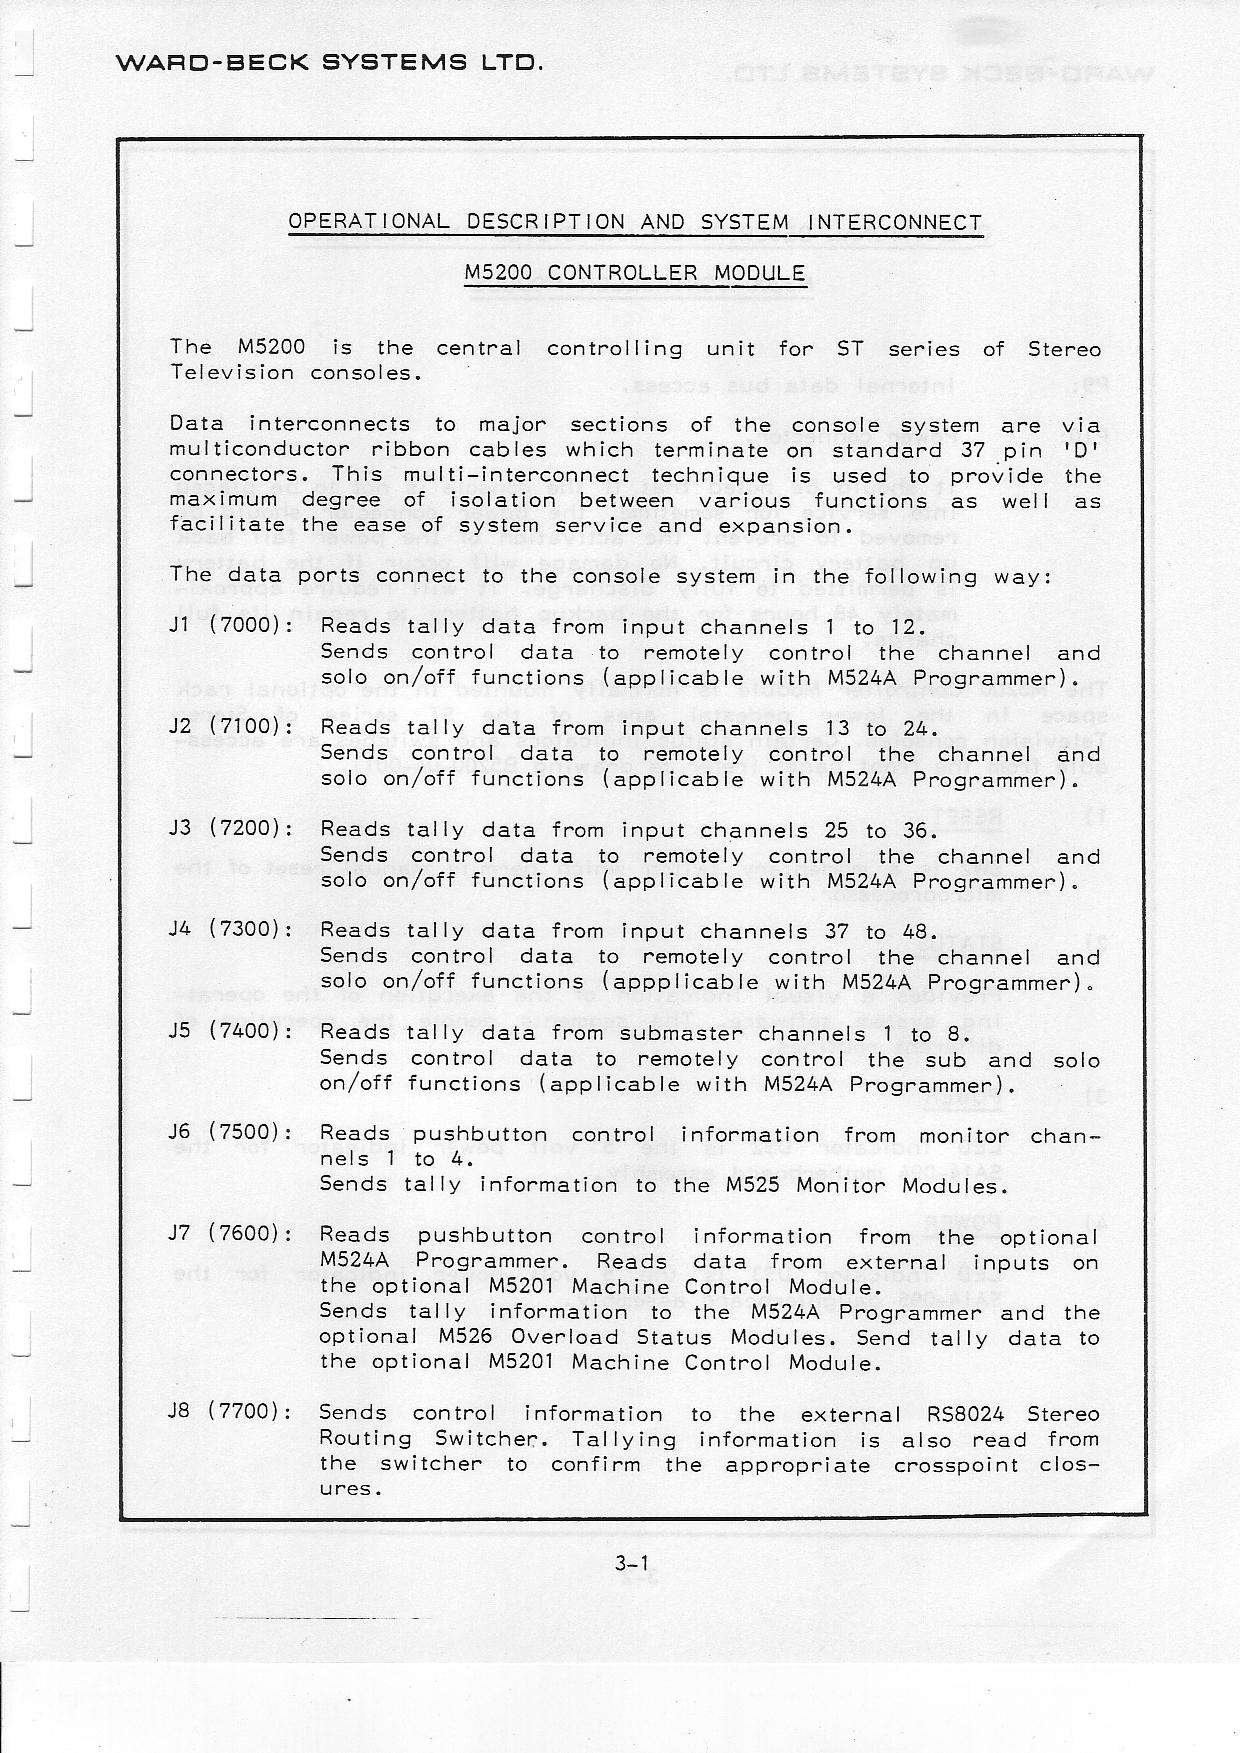 WARD-BECK SYSTEMS LTD.
OPERATIONAL DESCRIPTION AND SYSTEM INTERCONNECT
M5200 CONTROLLER MODULE
The M5200 is the central controlling unit for ST series of Stereo
Television consoles.
Data interconnects to major sections of the console system are via
multiconductor ribbon cables which terminate on standard 37 pin 'D'
connectors. This multi-interconnect technique is used to provide the
maximum degree of isolation between various functions as well as
facilitate the ease of system service and expansion.
The data ports connect to the console system in the following way:
J1 (7000): Reads tally data from input channels 1 to 12.
Sends control data to remotely control the channel and
solo on/off functions (applicable with M524A Programmer).
J2 (7100): Reads tally data from input channels 13 to 24.
Sends control data to remotely control the channel and
solo on/off functions (applicable with M524A Programmer).
J3 (7200): Reads tally data from input channels 25 to 36.
Sends control data to remotely control the channel and
solo on/off functions (applicable with M524A Programmer).
J4 (7300): Reads tally data from input channels 37 to 48.
Sends control data to remotely control the channel and
solo on/off functions (appplicable with M524A Programmer).
J5 (7400): Reads tally data from submaster channels 1 to 8.
Sends control data to remotely control the sub and solo
on/off functions (applicable with M524A Programmer).
J6 (7500): Reads pushbutton control information from monitor chan-
nels 1 to 4.
Sends tally information to the M525 Monitor Modules.
J7 (7600): Reads pushbutton control information from the optional
M524A Programmer. Reads data from external inputs on
the optional M5201 Machine Control Module.
Sends tally information to the M524A Programmer and the
optional M526 Overload Status Modules. Send tally data to
the optional M5201 Machine Control Module.
J8 (7700): Sends control information to the external RS8024 Stereo
Routing Switcher. Tallying information is also read from
the switcher to confirm the appropriate crosspoint clos-
ures.
3-1